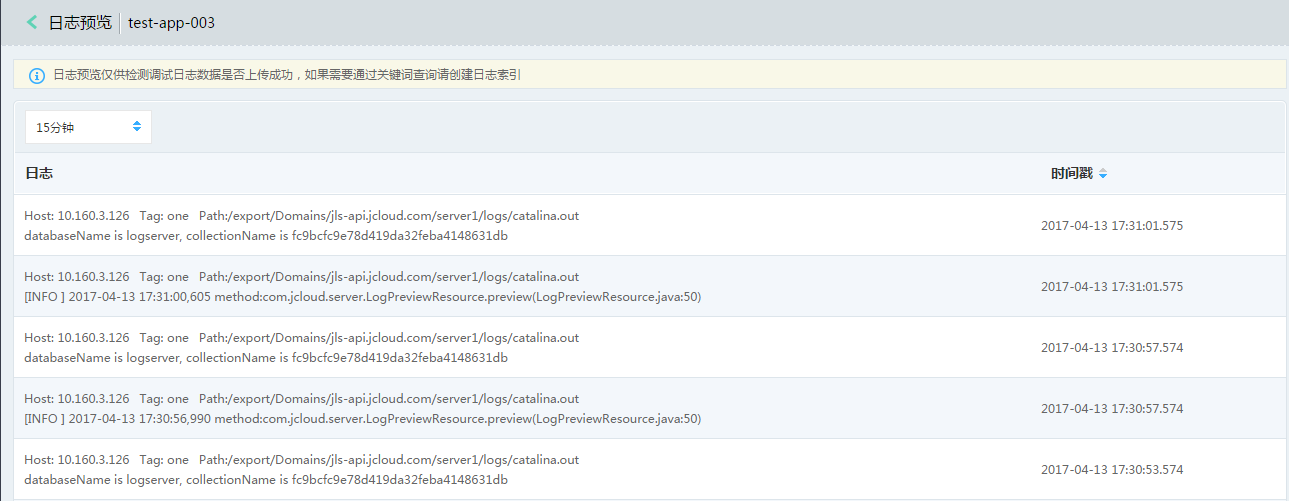 日志预览 test-app-003
日志预览仅供检测调试日志数据是否上传成功，如果需要通过关键词查询请创建日志索引
15分钟
日志 时间戳
Host: 10.160.3.126 Tag: one Path:/export/Domains/jls-api.jcloud.com/server1/logs/catalina.out
databaseName is logserver, collectionName is fc9bcfc9e78d419da32feba4148631db
2017-04-13 17:31:01.575
Host: 10.160.3.126 Tag: one Path:/export/Domains/jls-api.jcloud.com/server1/logs/catalina.out
[INFO ] 2017-04-13 17:31:00,605 method:com.jcloud.server.LogPreviewResource.preview(LogPreviewResource.java:50)
2017-04-13 17:31:01.575
Host: 10.160.3.126 Tag: one Path:/export/Domains/jls-api.jcloud.com/server1/logs/catalina.out
databaseName is logserver, collectionName is fc9bcfc9e78d419da32feba4148631db
2017-04-13 17:30:57.574
Host: 10.160.3.126 Tag: one Path:/export/Domains/jls-api.jcloud.com/server1/logs/catalina.out
[INFO ] 2017-04-13 17:30:56,990 method:com.jcloud.server.LogPreviewResource.preview(LogPreviewResource.java:50)
2017-04-13 17:30:57.574
Host: 10.160.3.126 Tag: one Path:/export/Domains/jls-api.jcloud.com/server1/logs/catalina.out
databaseName is logserver, collectionName is fc9bcfc9e78d419da32feba4148631db
2017-04-13 17:30:53.574